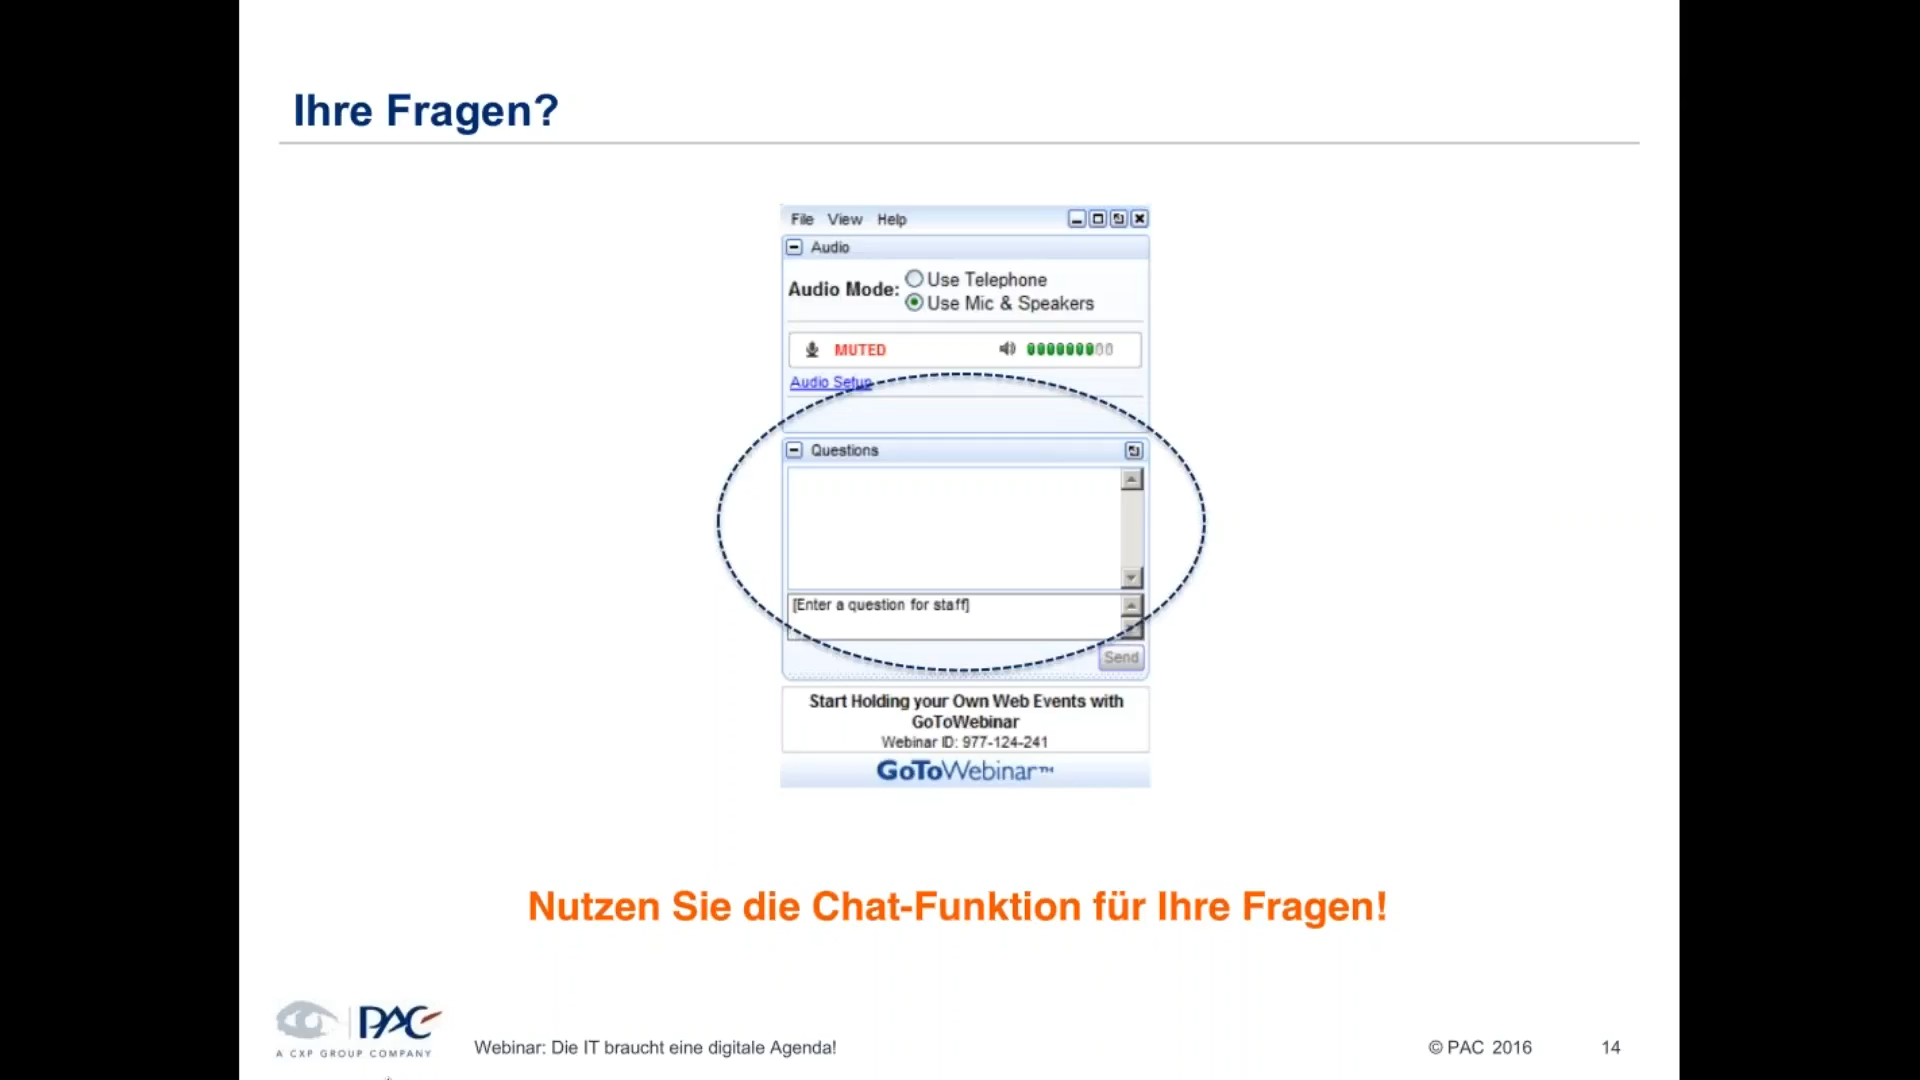 Ihre Fragen?
File View Help
Audio
Audio Mode:
Use Telephone
Use Mic & Speakers
MUTED
Audio Setup
Questions
[Enter a question for staff]
Send
Start Holding your Own Web Events with
GoToWebinar
Webinar ID: 977-124-241
GoToWebinar™
Nutzen Sie die Chat-Funktion für Ihre Fragen!
PAC
A CXP GROUP COMPANY
Webinar: Die IT braucht eine digitale Agenda!
© PAC 2016
14